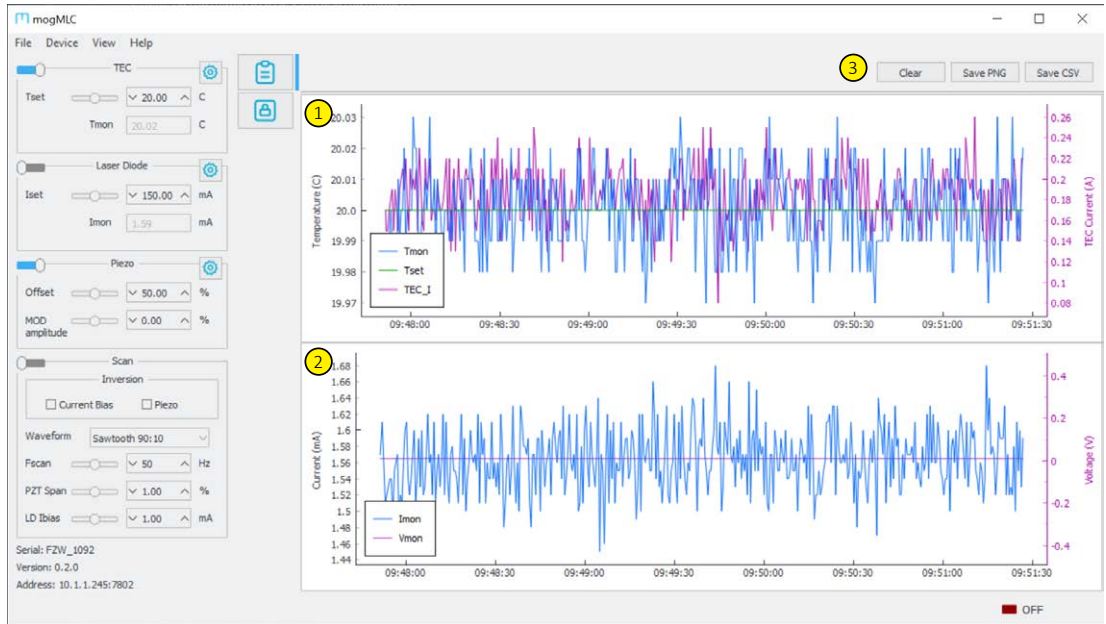 mogMLC
File Device View Help
TEC
Tset 20.00 C
Tmon 20.02 C
Laser Diode
Iset 150.00 mA
Imon 1.59 mA
Piezo
Offset 50.00 %
MOD amplitude 0.00 %
Scan
Inversion
Current Bias Piezo
Waveform Sawtooth 90:10
Fscan 50 Hz
PZT Span 1.00 %
LD Ibias 1.00 mA
Serial: FZW_1092
Version: 0.2.0
Address: 10.1.1.245:7802
3 Clear Save PNG Save CSV
1
20.03
20.02
20.01
20.0
19.99
19.98
19.97
Temperature (C)
Tmon
Tset
TEC_I
0.26
0.24
0.22
0.2
0.18
0.16
0.14
0.12
0.1
0.08
TEC Current (A)
09:48:00 09:48:30 09:49:00 09:49:30 09:50:00 09:50:30 09:51:00 09:51:30
2
1.68
1.66
1.64
1.62
1.6
1.58
1.56
1.54
1.52
1.5
1.48
1.46
1.44
Current (mA)
Imon
Vmon
0.4
0.2
0
-0.2
-0.4
Voltage (V)
09:48:00 09:48:30 09:49:00 09:49:30 09:50:00 09:50:30 09:51:00 09:51:30
OFF